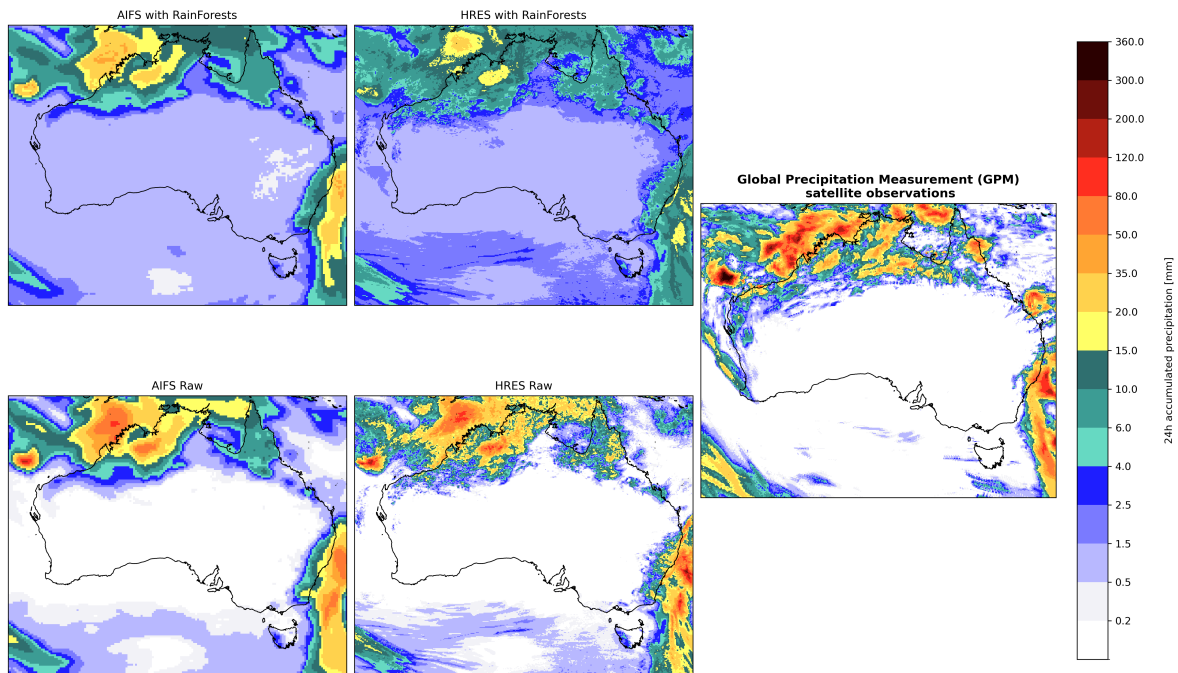 AIFS with RainForests
HRES with RainForests
Global Precipitation Measurement (GPM)
satellite observations
AIFS Raw
HRES Raw
360.0
300.0
200.0
120.0
80.0
50.0
35.0
20.0
15.0
10.0
6.0
4.0
2.5
1.5
0.5
0.2
24h accumulated precipitation [mm]